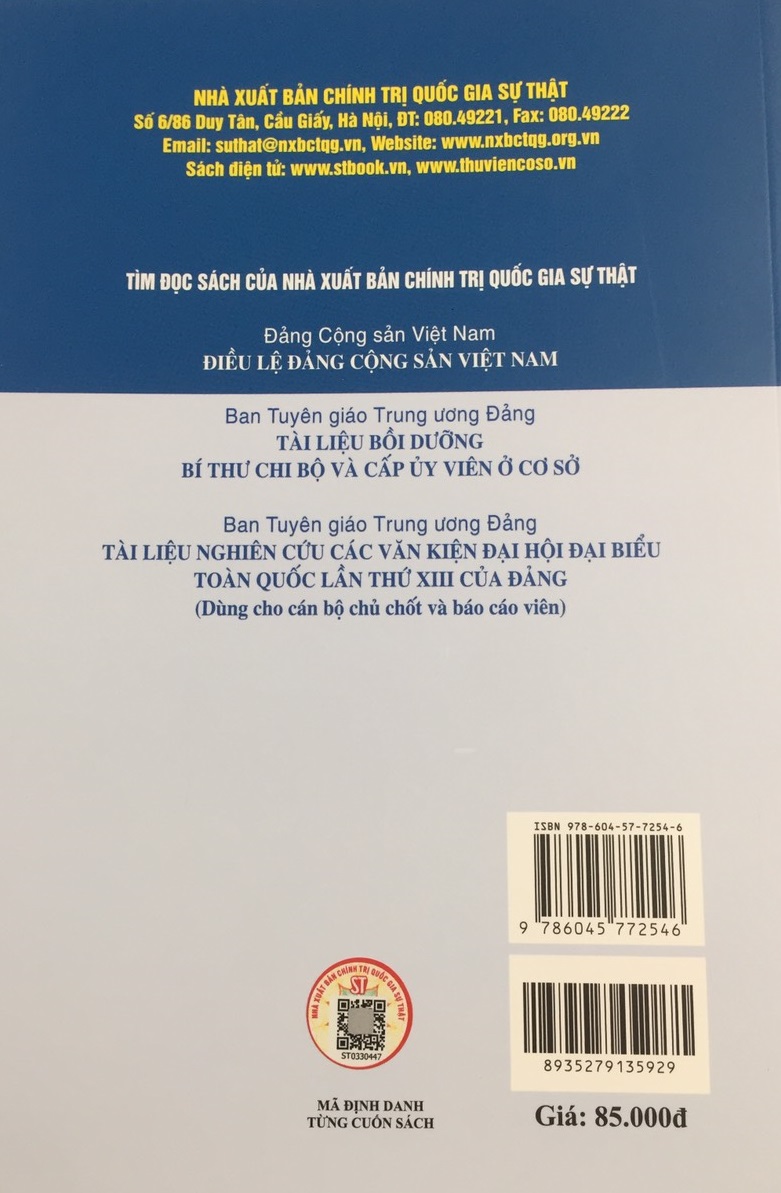 NHÀ XUẤT BẢN CHÍNH TRỊ QUỐC GIA SỰ THẬT
Số 6/86 Duy Tân, Cầu Giấy, Hà Nội, ĐT: 080.49221, Fax: 080.49222
Email: suthat@nxbctqg.vn, Website: www.nxbctqg.org.vn
Sách điện tử: www.stbook.vn, www.thuviencoso.vn
TÌM ĐỌC SÁCH CỦA NHÀ XUẤT BẢN CHÍNH TRỊ QUỐC GIA SỰ THẬT
Đảng Cộng sản Việt Nam
ĐIỀU LỆ ĐẢNG CỘNG SẢN VIỆT NAM
Ban Tuyên giáo Trung ương Đảng
TÀI LIỆU BỒI DƯỠNG
BÍ THƯ CHI BỘ VÀ CẤP ỦY VIÊN Ở CƠ SỞ
Ban Tuyên giáo Trung ương Đảng
TÀI LIỆU NGHIÊN CỨU CÁC VĂN KIỆN ĐẠI HỘI ĐẠI BIỂU
TOÀN QUỐC LẦN THỨ XIII CỦA ĐẢNG
(Dùng cho cán bộ chủ chốt và báo cáo viên)
ISBN 978-604-57-7254-6
9 786045 772546
NHÀ XUẤT BẢN CHÍNH TRỊ QUỐC GIA SỰ THẬT
ST
ST0330447
8935279135929
MÃ ĐỊNH DANH
TỪNG CUỐN SÁCH
Giá: 85.000đ